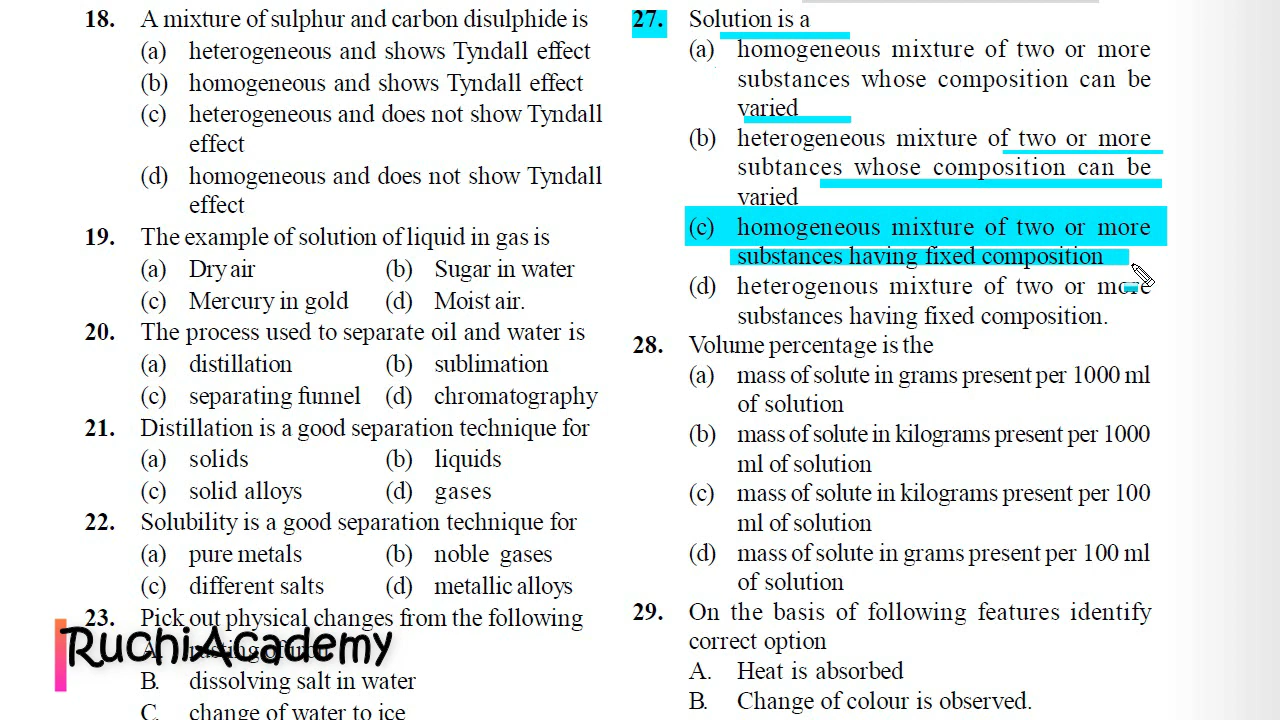 18. A mixture of sulphur and carbon disulphide is
(a) heterogeneous and shows Tyndall effect
(b) homogeneous and shows Tyndall effect
(c) heterogeneous and does not show Tyndall
effect
(d) homogeneous and does not show Tyndall
effect
19. The example of solution of liquid in gas is
(a) Dry air (b) Sugar in water
(c) Mercury in gold (d) Moist air.
20. The process used to separate oil and water is
(a) distillation (b) sublimation
(c) separating funnel (d) chromatography
21. Distillation is a good separation technique for
(a) solids (b) liquids
(c) solid alloys (d) gases
22. Solubility is a good separation technique for
(a) pure metals (b) noble gases
(c) different salts (d) metallic alloys
23. Pick out physical changes from the following
A. rusting of iron
B. dissolving salt in water
C. change of water to ice
RuchiAcademy
27. Solution is a
(a) homogeneous mixture of two or more
substances whose composition can be
varied
(b) heterogeneous mixture of two or more
subtances whose composition can be
varied
(c) homogeneous mixture of two or more
substances having fixed composition
(d) heterogenous mixture of two or more
substances having fixed composition.
28. Volume percentage is the
(a) mass of solute in grams present per 1000 ml
of solution
(b) mass of solute in kilograms present per 1000
ml of solution
(c) mass of solute in kilograms present per 100
ml of solution
(d) mass of solute in grams present per 100 ml
of solution
29. On the basis of following features identify
correct option
A. Heat is absorbed
B. Change of colour is observed.